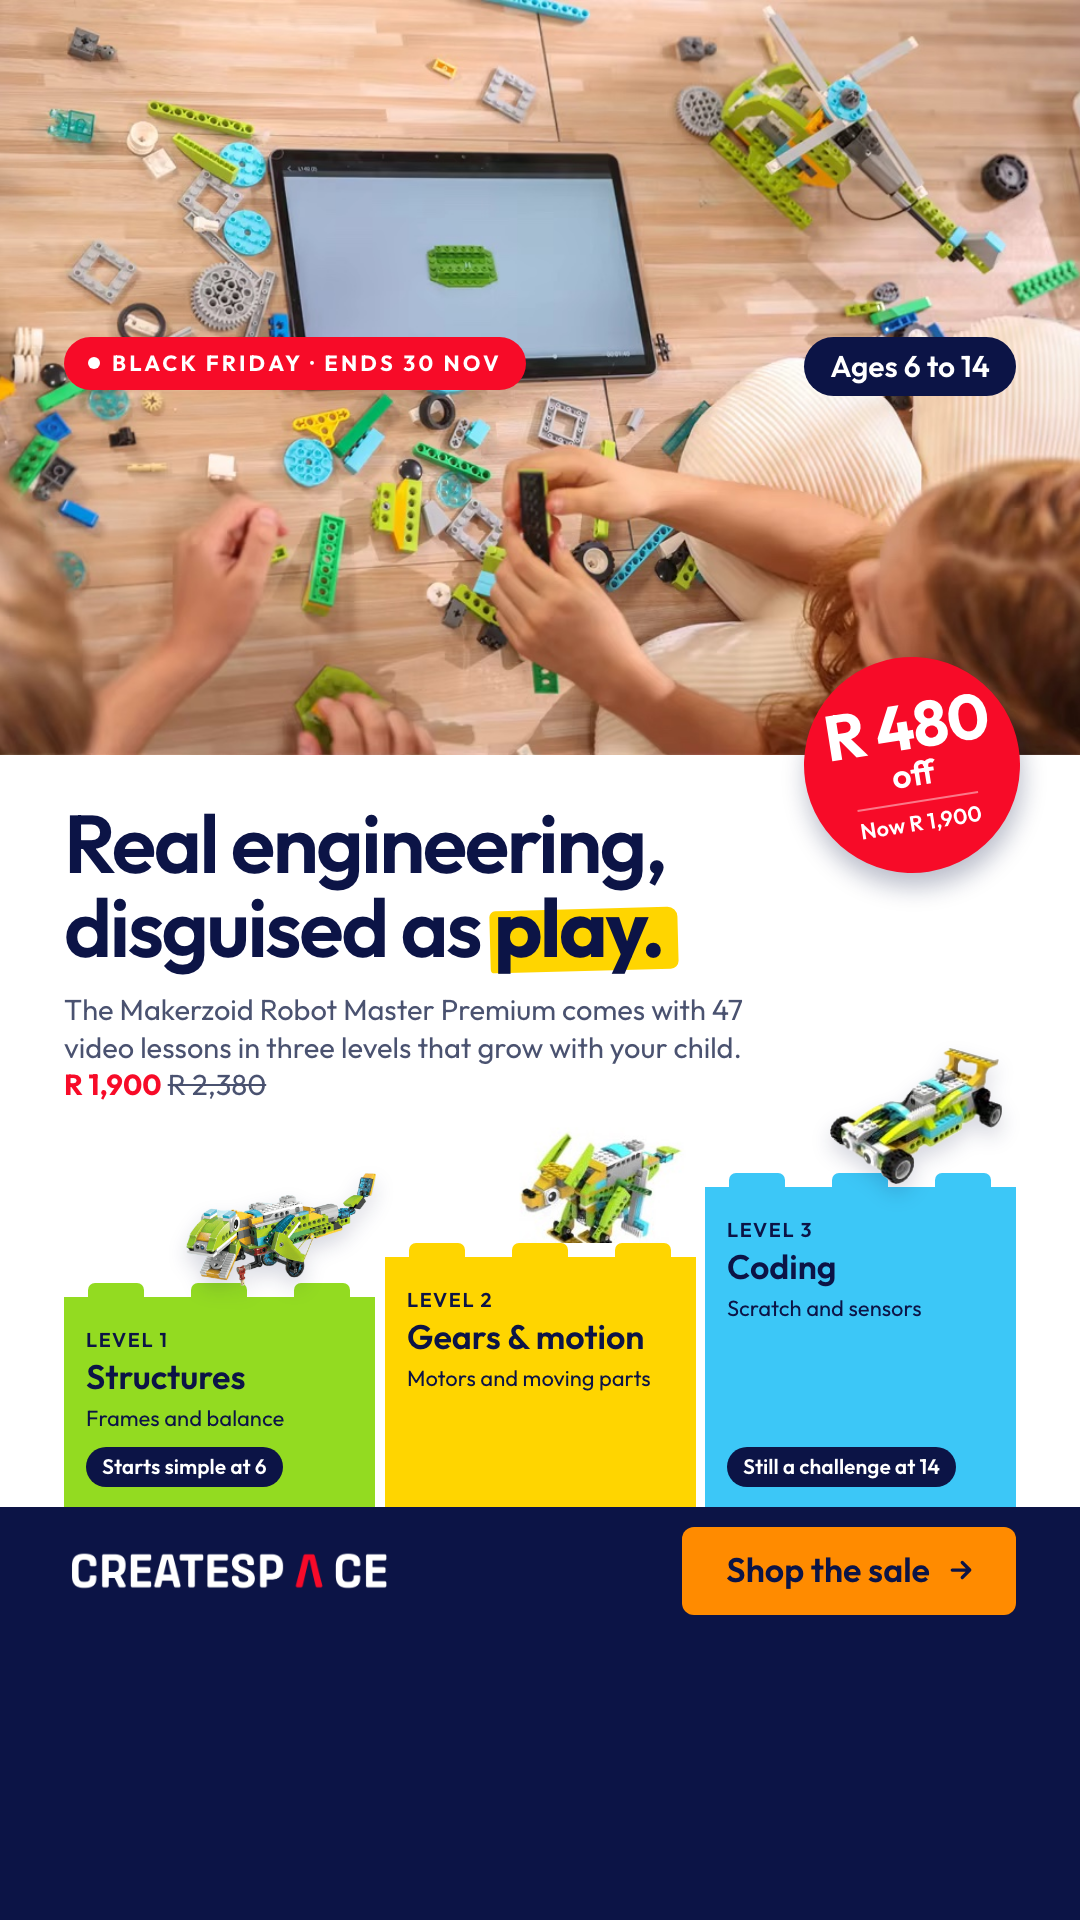 BLACK FRIDAY · ENDS 30 NOV
Ages 6 to 14
R 480
off
Now R 1,900
Real engineering,
disguised as play.
The Makerzoid Robot Master Premium comes with 47
video lessons in three levels that grow with your child.
R 1,900 R 2,380
LEVEL 1
Structures
Frames and balance
Starts simple at 6
LEVEL 2
Gears & motion
Motors and moving parts
LEVEL 3
Coding
Scratch and sensors
Still a challenge at 14
CREATESPACE
Shop the sale →